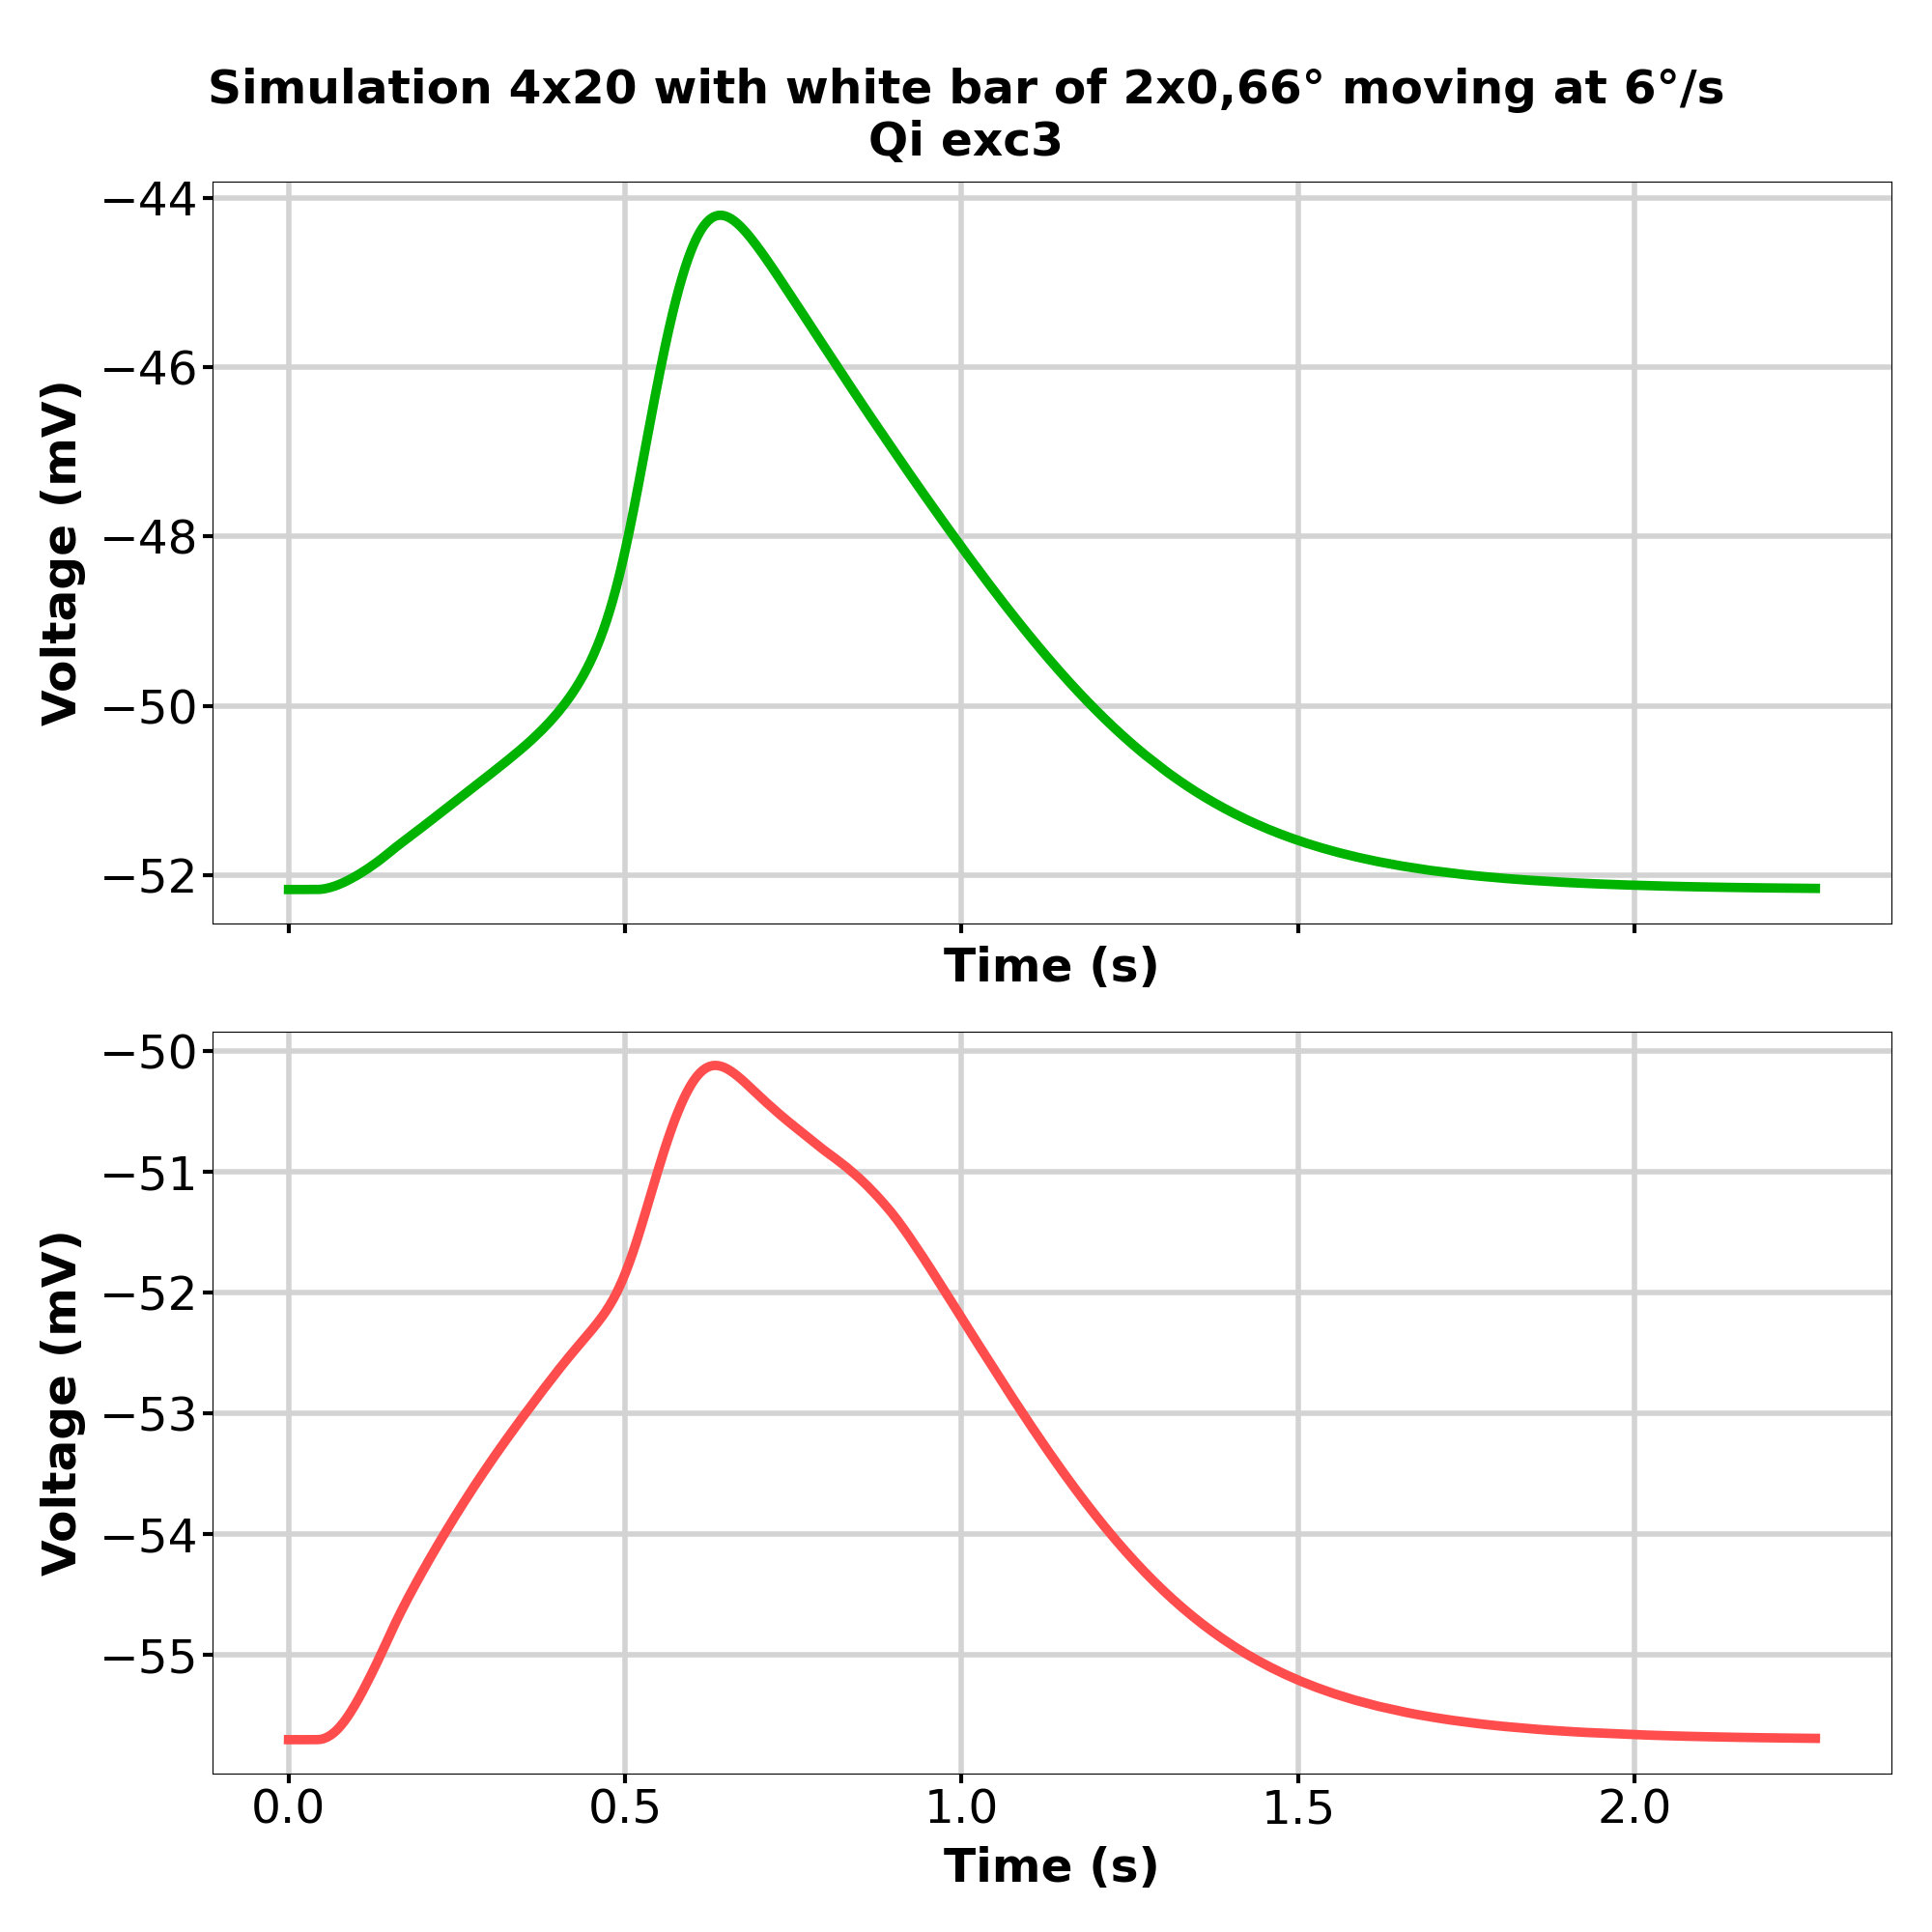 Simulation 4x20 with white bar of 2x0,66° moving at 6°/s
Qi exc3
−44
−46
−48
−50
−52
Voltage (mV)
Time (s)
−50
−51
−52
−53
−54
−55
Voltage (mV)
0.0 0.5 1.0 1.5 2.0
Time (s)